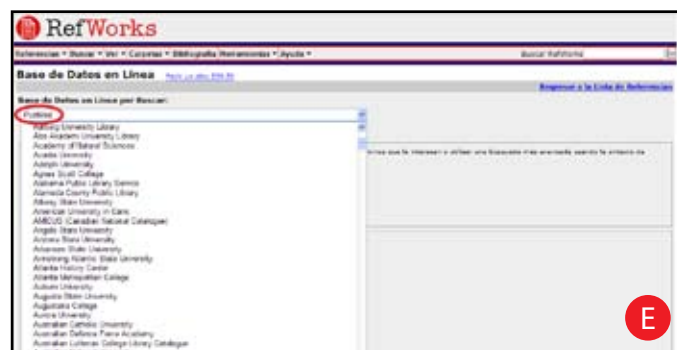 RefWorks
Referencias Buscar Ver Carpetas Bibliografía Herramientas Ayuda Buscar RefWorks
Base de Datos en Línea
Regresar a la Lista de Referencias
Base de Datos en Línea por Buscar:
PubMed
University Library
Abo Akademi University Library
Academy of Natural Sciences
Acadia University
Adelphi University
Agnes Scott College
Alabama Public Library Service
Alameda County Public Library
Albany State University
American University in Cairo
AMICUS (Canadian National Catalogue)
Angelo State University
Arizona State University
Arkansas State University
Armstrong Atlantic State University
Atlanta History Center
Atlanta Metropolitan College
Auburn University
Augusta State University
Augustana College
Aurora University
Australian Catholic University
Australian Defence Force Academy
Australian Lutheran College Library Catalogue
E